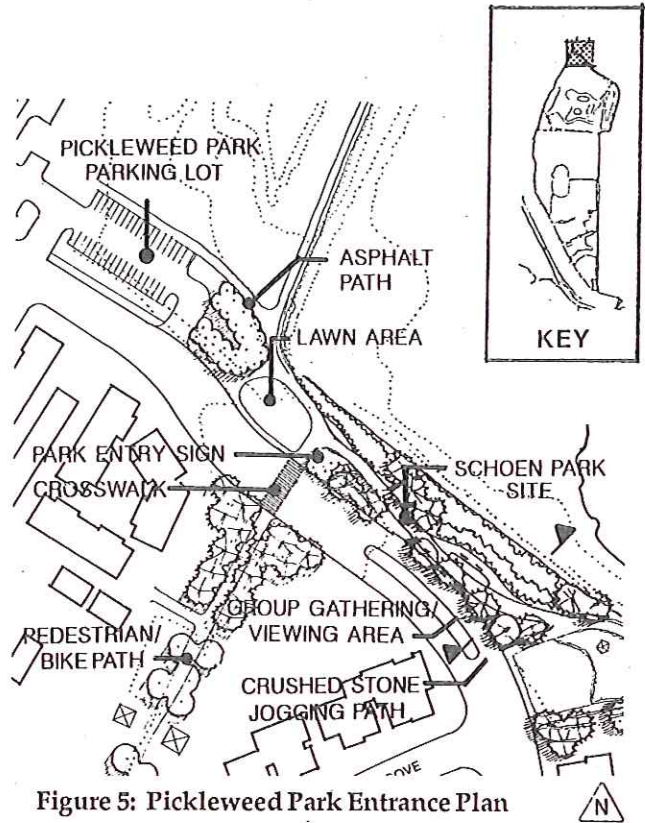 KEY
PICKLEWEED PARK
PARKING LOT
ASPHALT
PATH
LAWN AREA
PARK ENTRY SIGN
CROSSWALK
SCHOEN PARK
SITE
GROUP GATHERING/
VIEWING AREA
PEDESTRIAN/
BIKE PATH
CRUSHED STONE
JOGGING PATH
Figure 5: Pickleweed Park Entrance Plan
N